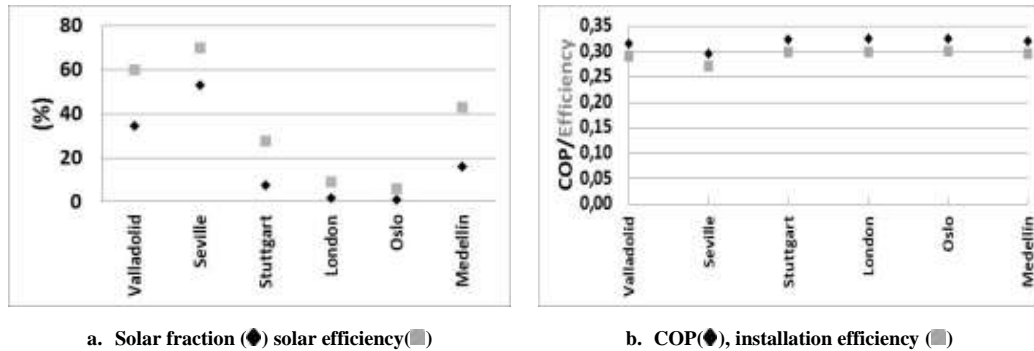 80
60
40
20
0
(%)
Valladolid
Seville
Stuttgart
London
Oslo
Medellín
0,35
0,30
0,25
0,20
0,15
0,10
0,05
0,00
COP/Efficiency
Valladolid
Seville
Stuttgart
London
Oslo
Medellín
a. Solar fraction (◆) solar efficiency(■)
b. COP(◆), installation efficiency (■)